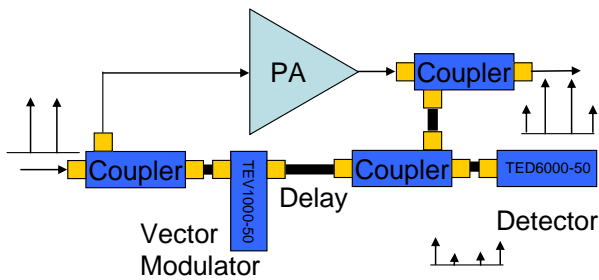 PA
Coupler
Coupler
TEV1000-50
Delay
Coupler
TED6000-50
Vector
Modulator
Detector